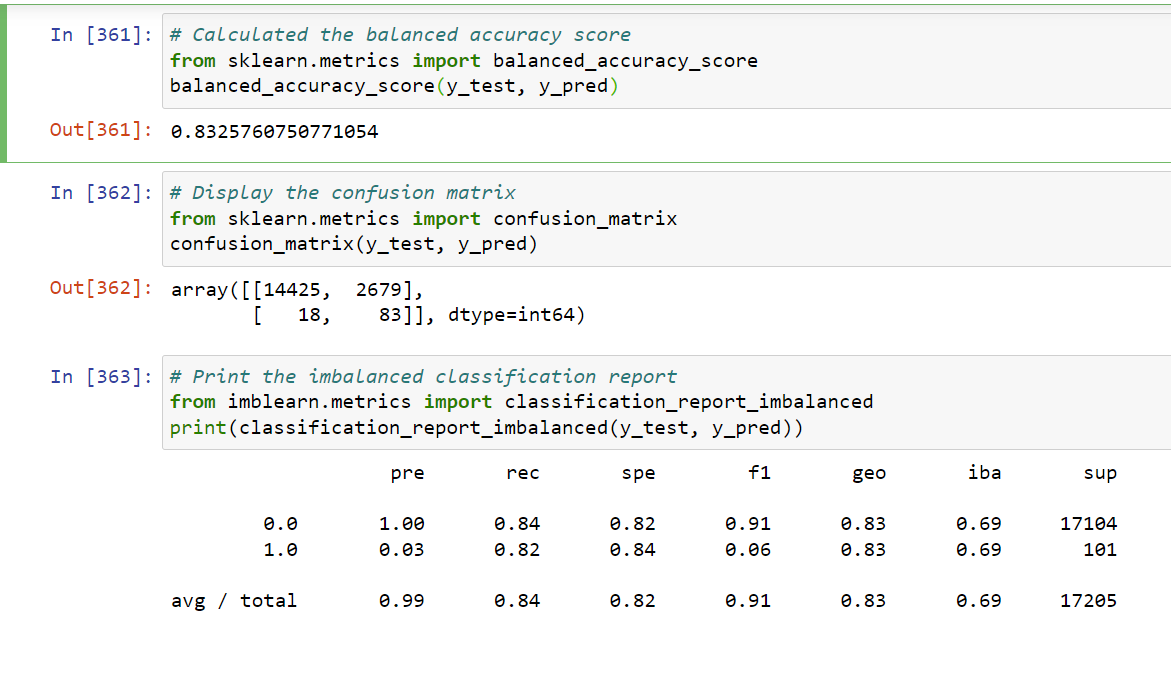 In [361]: # Calculated the balanced accuracy score
from sklearn.metrics import balanced_accuracy_score
balanced_accuracy_score(y_test, y_pred)
Out[361]: 0.8325760750771054
In [362]: # Display the confusion matrix
from sklearn.metrics import confusion_matrix
confusion_matrix(y_test, y_pred)
Out[362]: array([[14425, 2679],
[ 18, 83]], dtype=int64)
In [363]: # Print the imbalanced classification report
from imblearn.metrics import classification_report_imbalanced
print(classification_report_imbalanced(y_test, y_pred))
pre rec spe f1 geo iba sup
0.0 1.00 0.84 0.82 0.91 0.83 0.69 17104
1.0 0.03 0.82 0.84 0.06 0.83 0.69 101
avg / total 0.99 0.84 0.82 0.91 0.83 0.69 17205